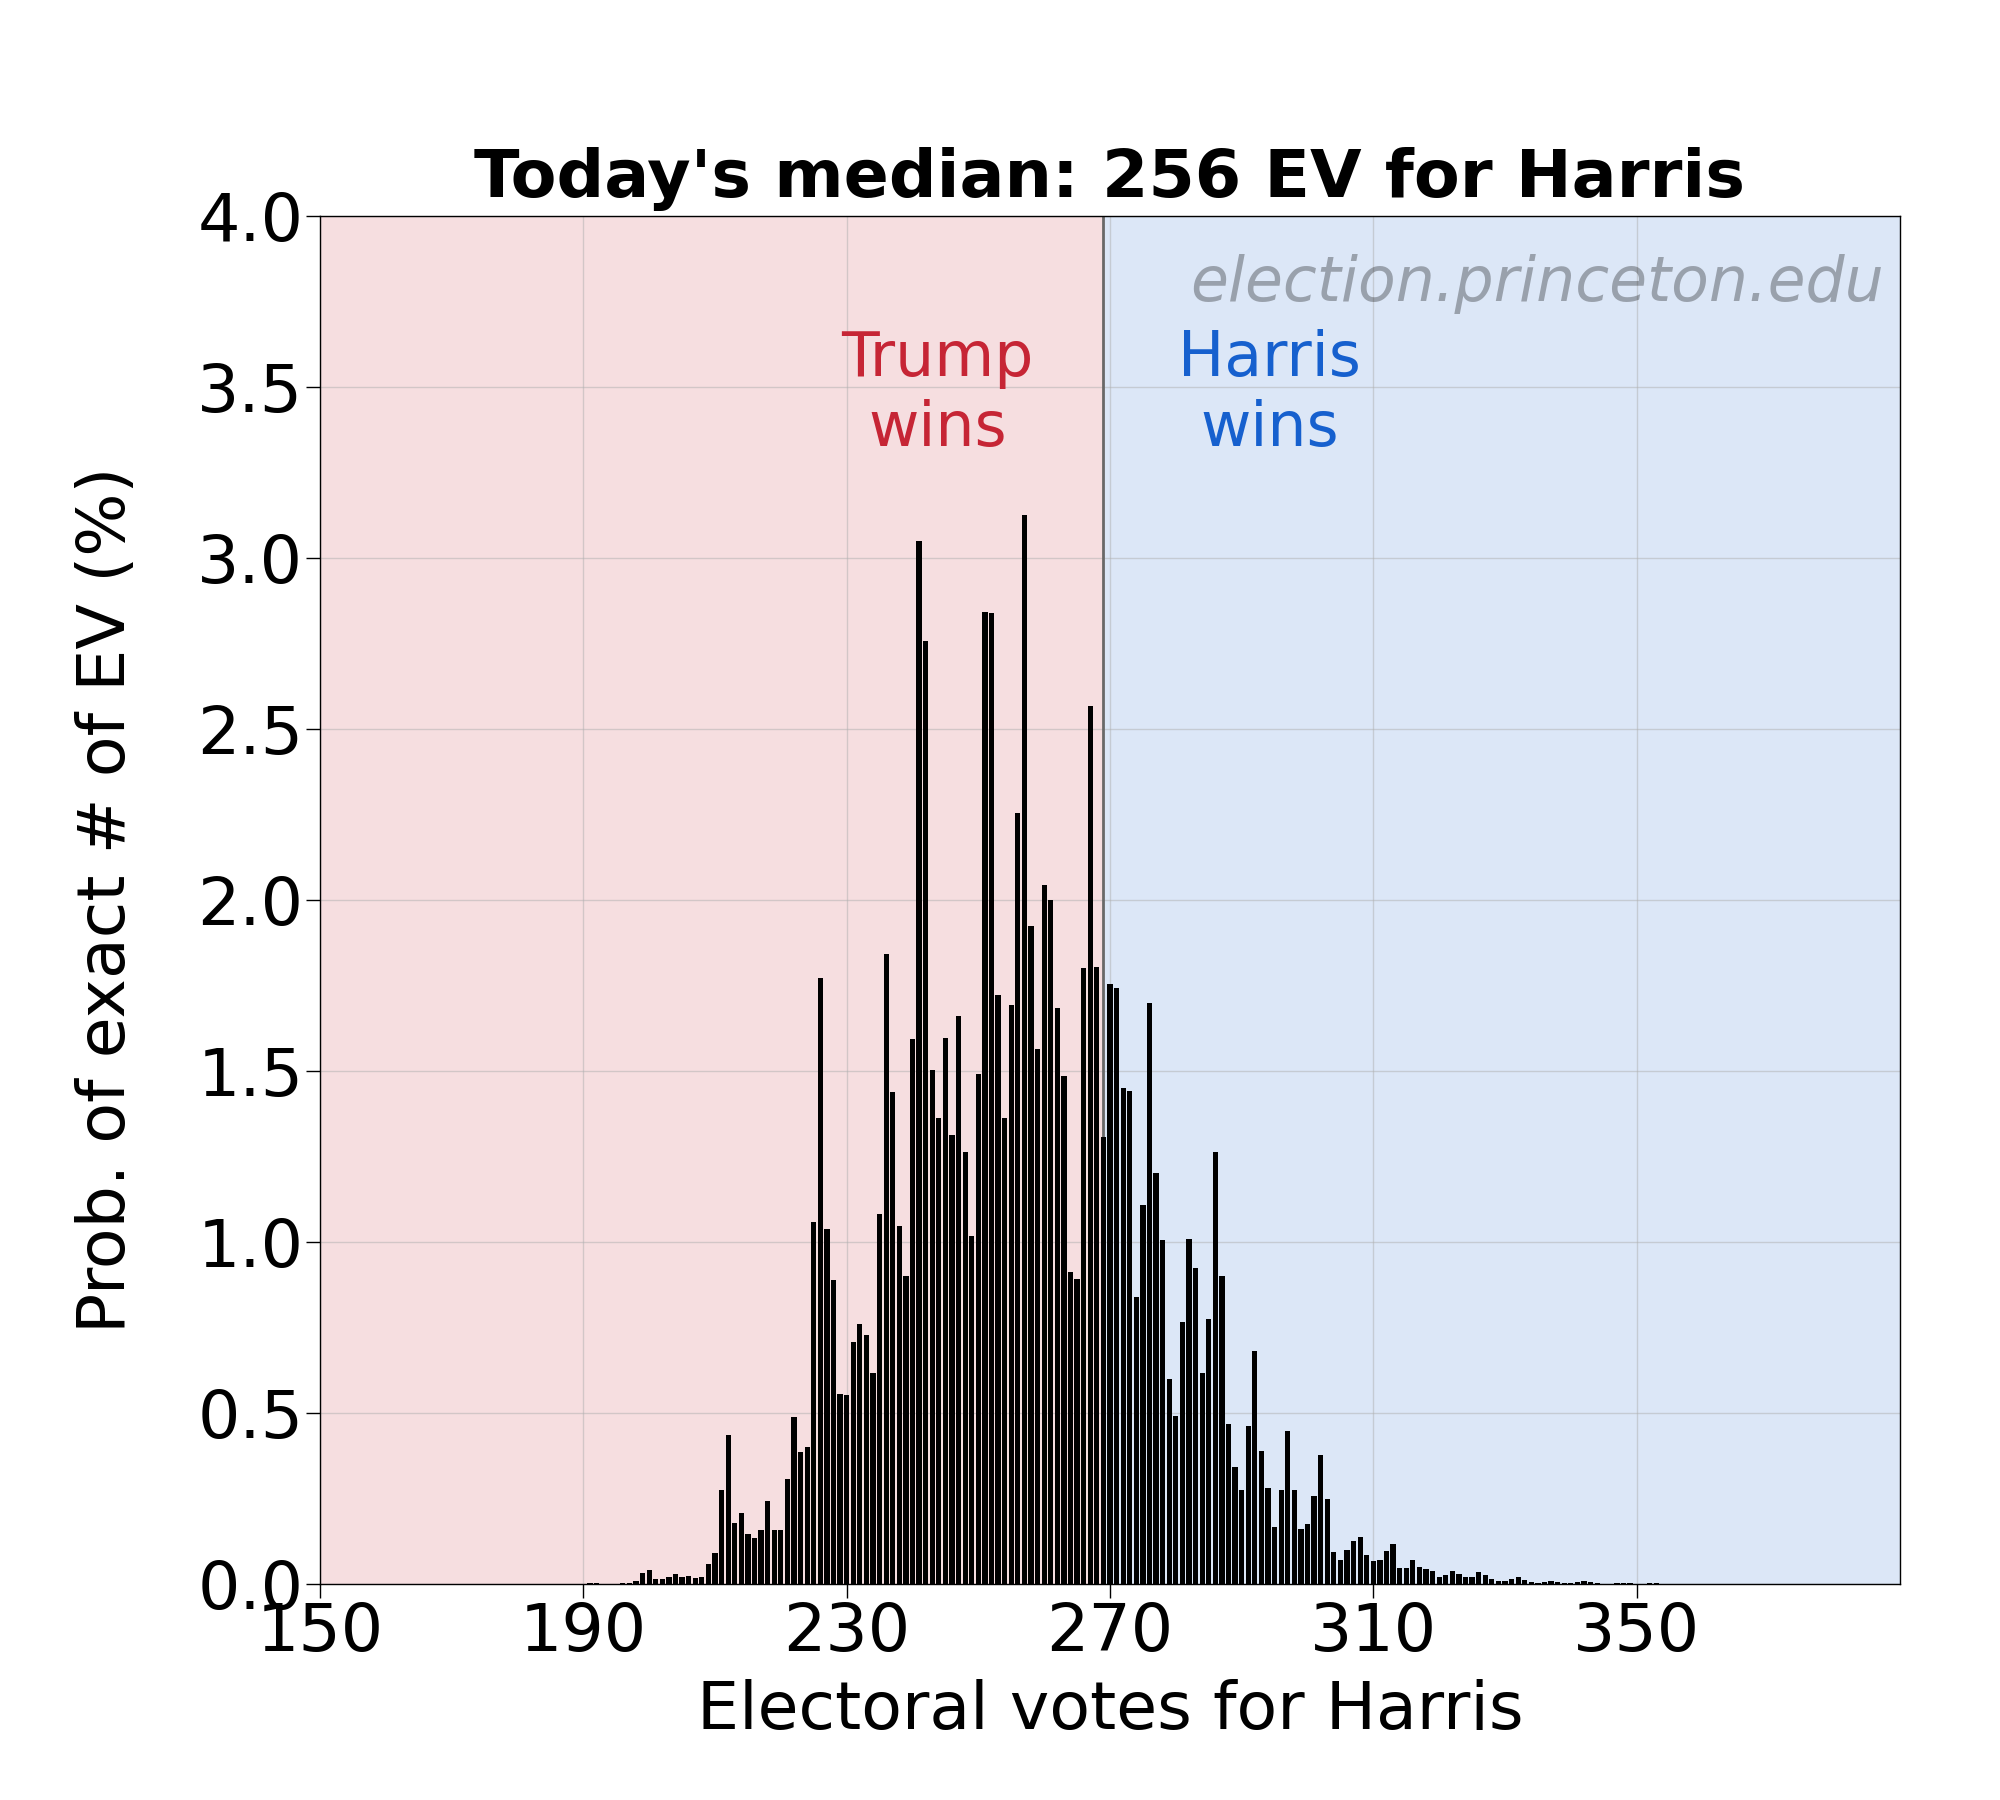 Today's median: 256 EV for Harris
election.princeton.edu
Trump
wins
Harris
wins
Prob. of exact # of EV (%)
4.0
3.5
3.0
2.5
2.0
1.5
1.0
0.5
0.0
150 190 230 270 310 350
Electoral votes for Harris